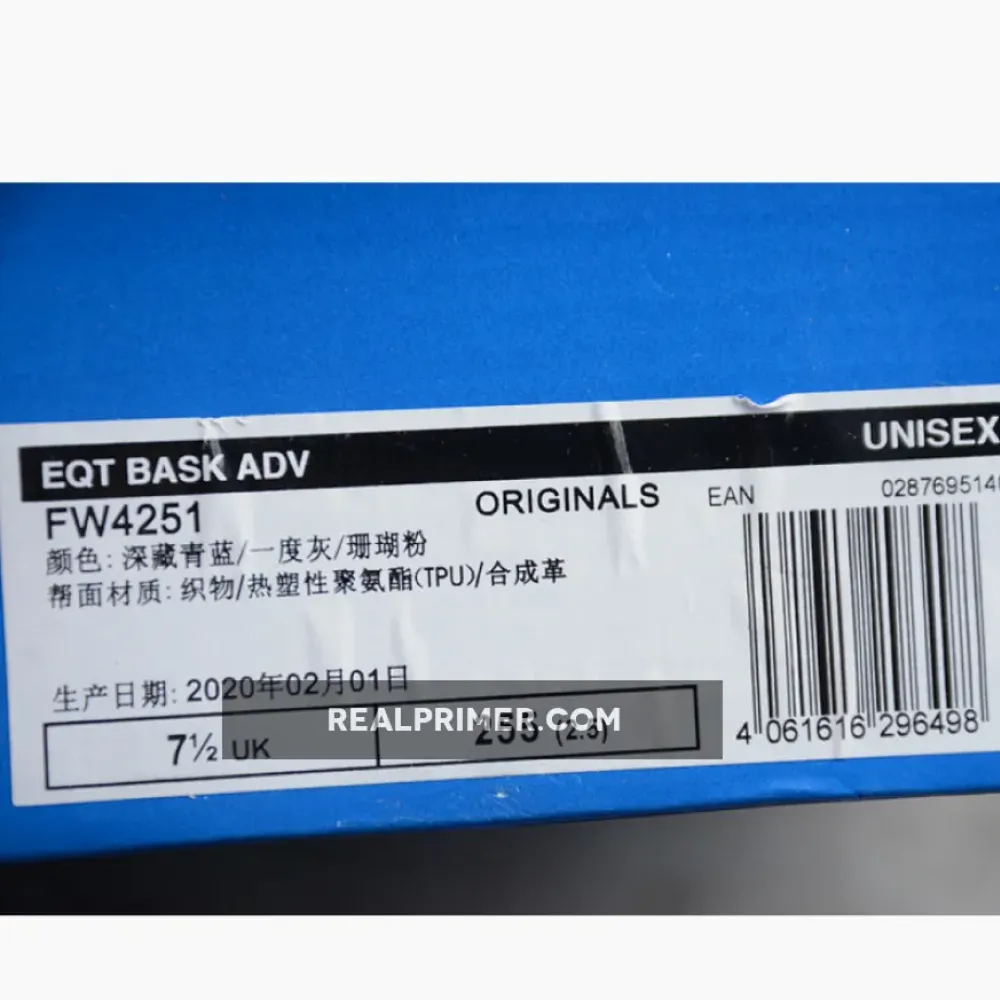 UNISEX
EQT BASK ADV
ORIGINALS
EAN
FW4251
颜色: 深藏青蓝/一度灰/珊瑚粉
帮面材质: 织物/热塑性聚氨酯(TPU)/合成革
生产日期: 2020年02月01日
REALPRIMER.COM
7½ UK
4 061616 296498